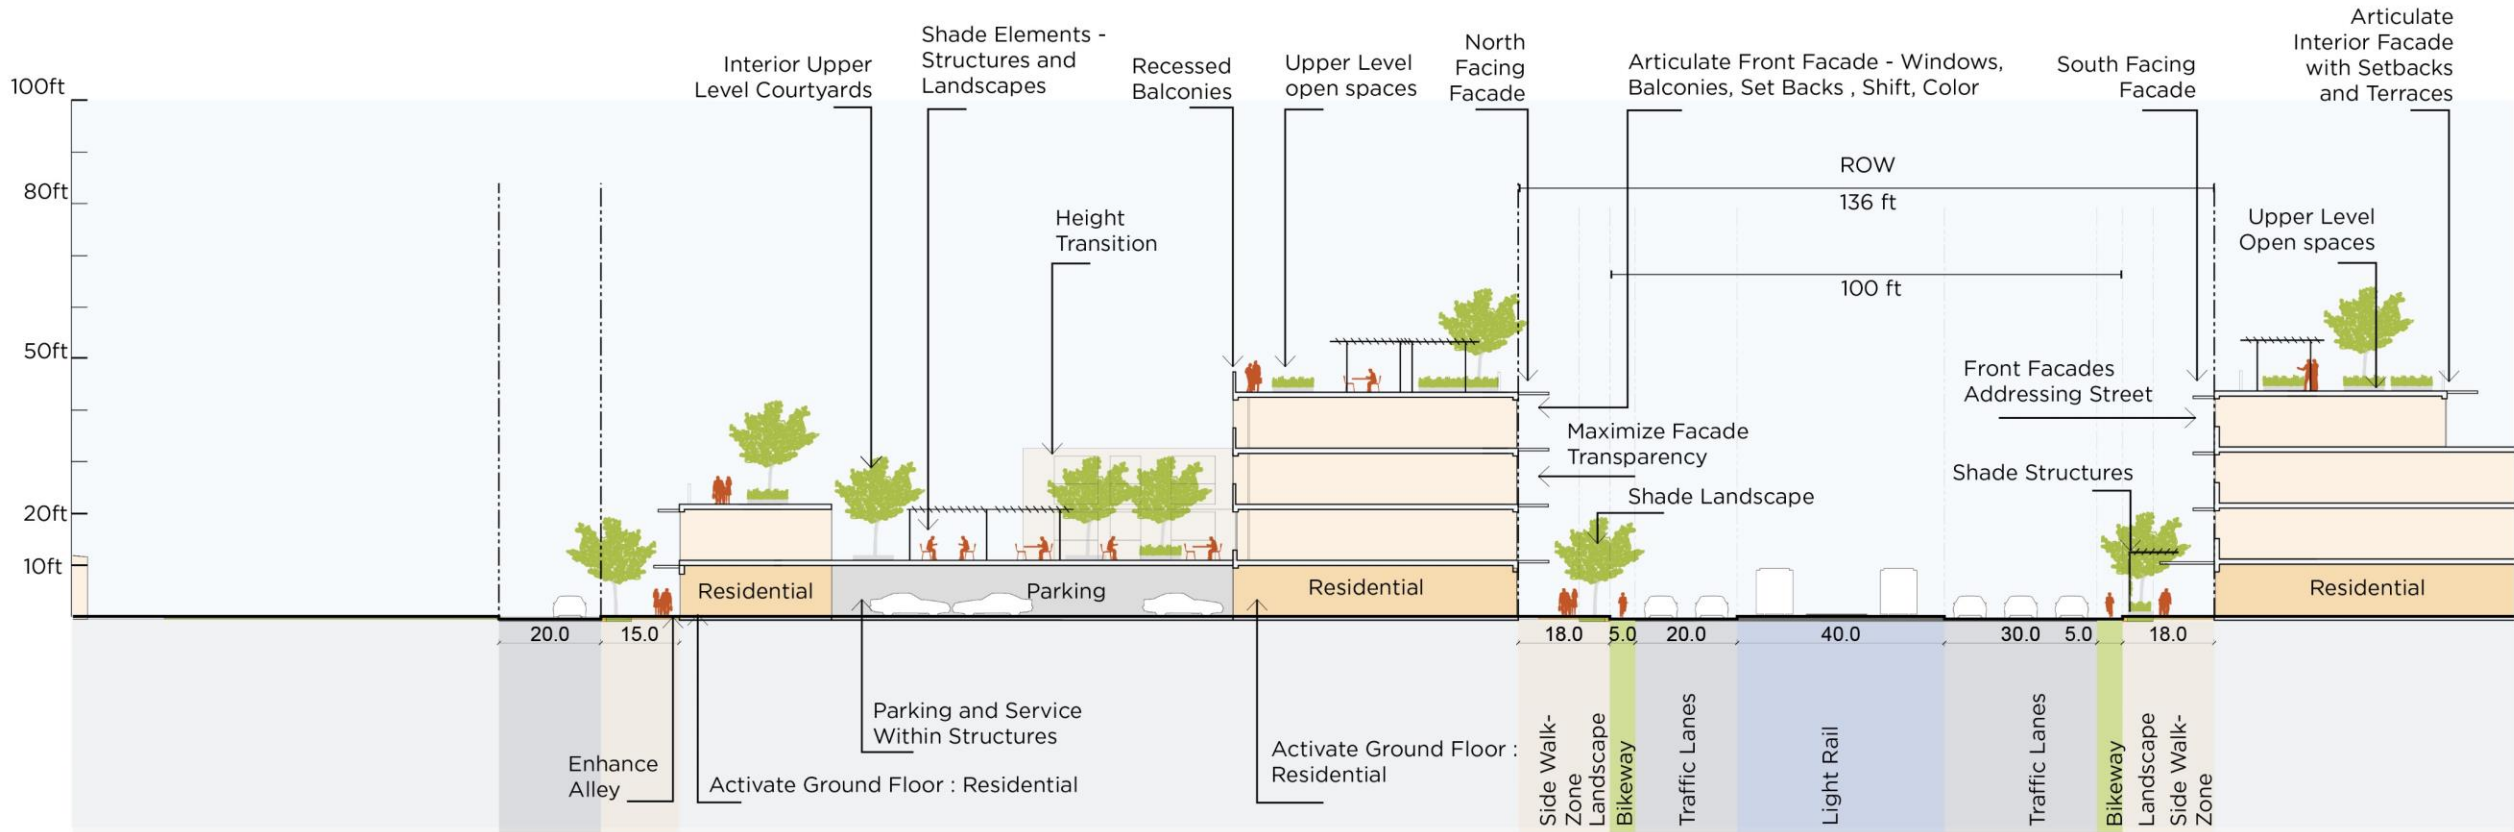 100ft
80ft
50ft
20ft
10ft
Interior Upper
Level Courtyards
Shade Elements -
Structures and
Landscapes
Recessed
Balconies
Upper Level
open spaces
North
Facing
Facade
Articulate Front Facade - Windows,
Balconies, Set Backs , Shift, Color
South Facing
Facade
Articulate
Interior Facade
with Setbacks
and Terraces
ROW
136 ft
100 ft
Height
Transition
Upper Level
Open spaces
Front Facades
Addressing Street
Maximize Facade
Transparency
Shade Landscape
Shade Structures
Residential
Parking
Residential
Residential
20.0
15.0
18.0
5.0
20.0
40.0
30.0
5.0
18.0
Parking and Service
Within Structures
Enhance
Alley
Activate Ground Floor : Residential
Activate Ground Floor :
Residential
Side Walk-
Zone
Landscape
Bikeway
Traffic Lanes
Light Rail
Traffic Lanes
Bikeway
Landscape
Side Walk-
Zone